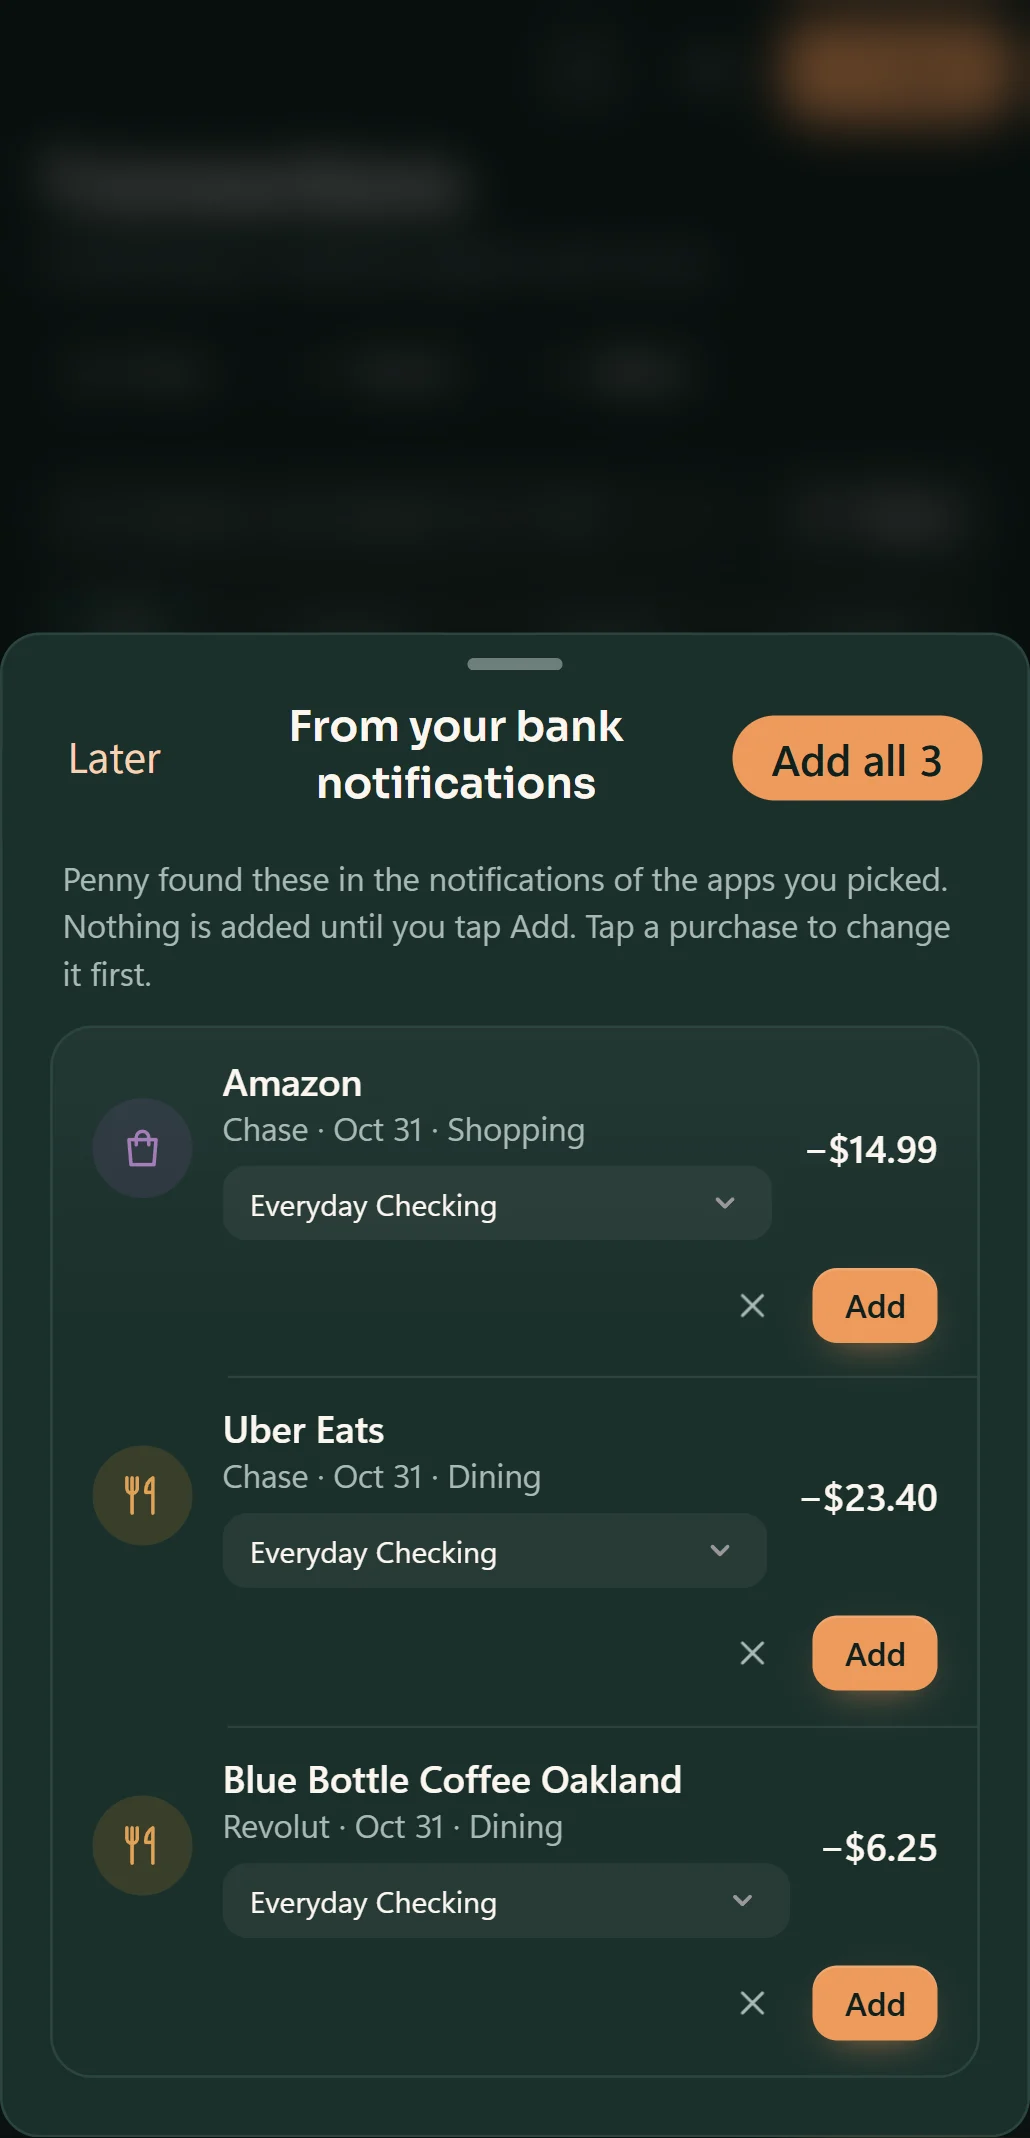 Later
From your bank
notifications
Add all 3
Penny found these in the notifications of the apps you picked.
Nothing is added until you tap Add. Tap a purchase to change
it first.
Amazon
Chase · Oct 31 · Shopping
−$14.99
Everyday Checking
Add
Uber Eats
Chase · Oct 31 · Dining
−$23.40
Everyday Checking
Add
Blue Bottle Coffee Oakland
Revolut · Oct 31 · Dining
−$6.25
Everyday Checking
Add